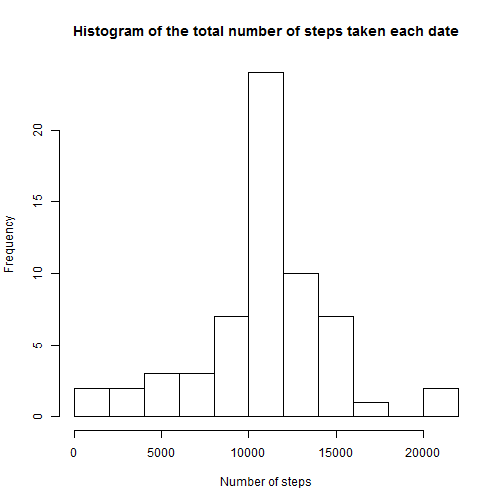 Histogram of the total number of steps taken each date
Frequency
20
15
10
5
0
0 5000 10000 15000 20000
Number of steps